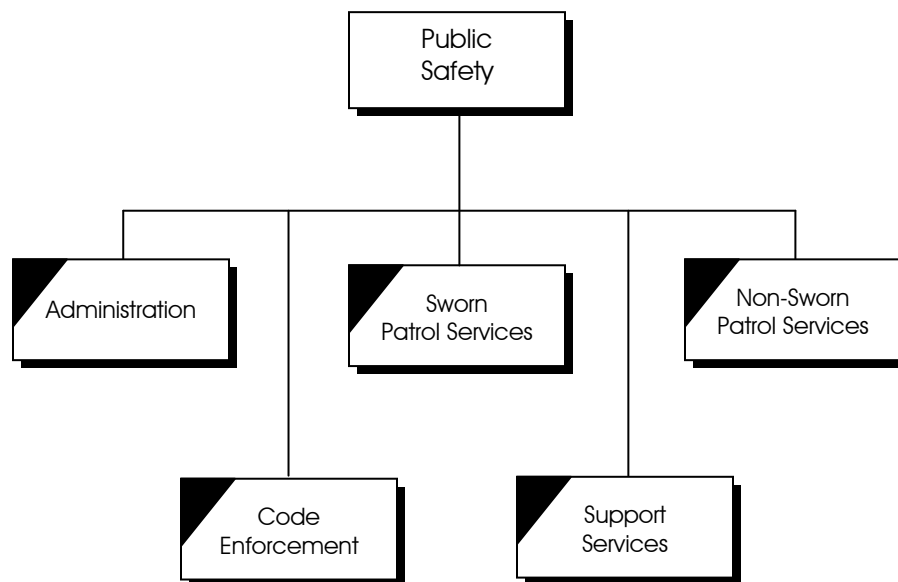 Public
Safety
Administration
Sworn
Patrol Services
Non-Sworn
Patrol Services
Code
Enforcement
Support
Services